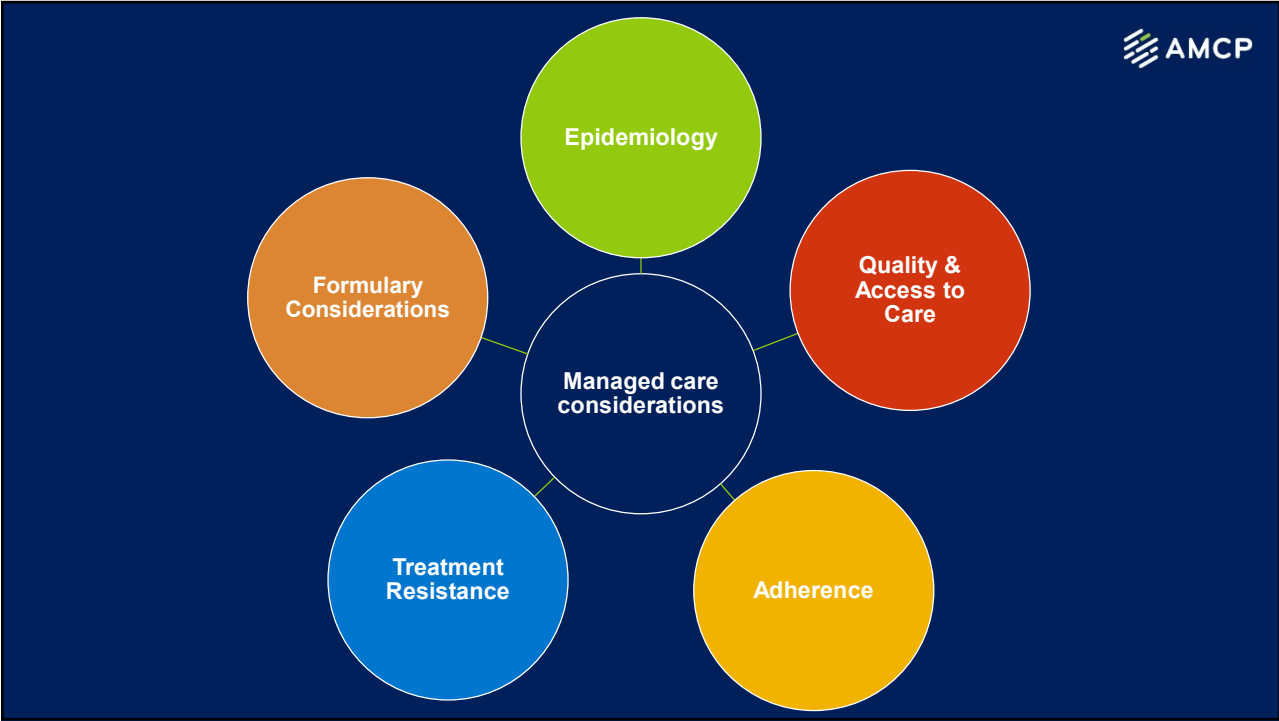 AMCP
Epidemiology
Quality &
Access to
Care
Formulary
Considerations
Managed care
considerations
Treatment
Resistance
Adherence